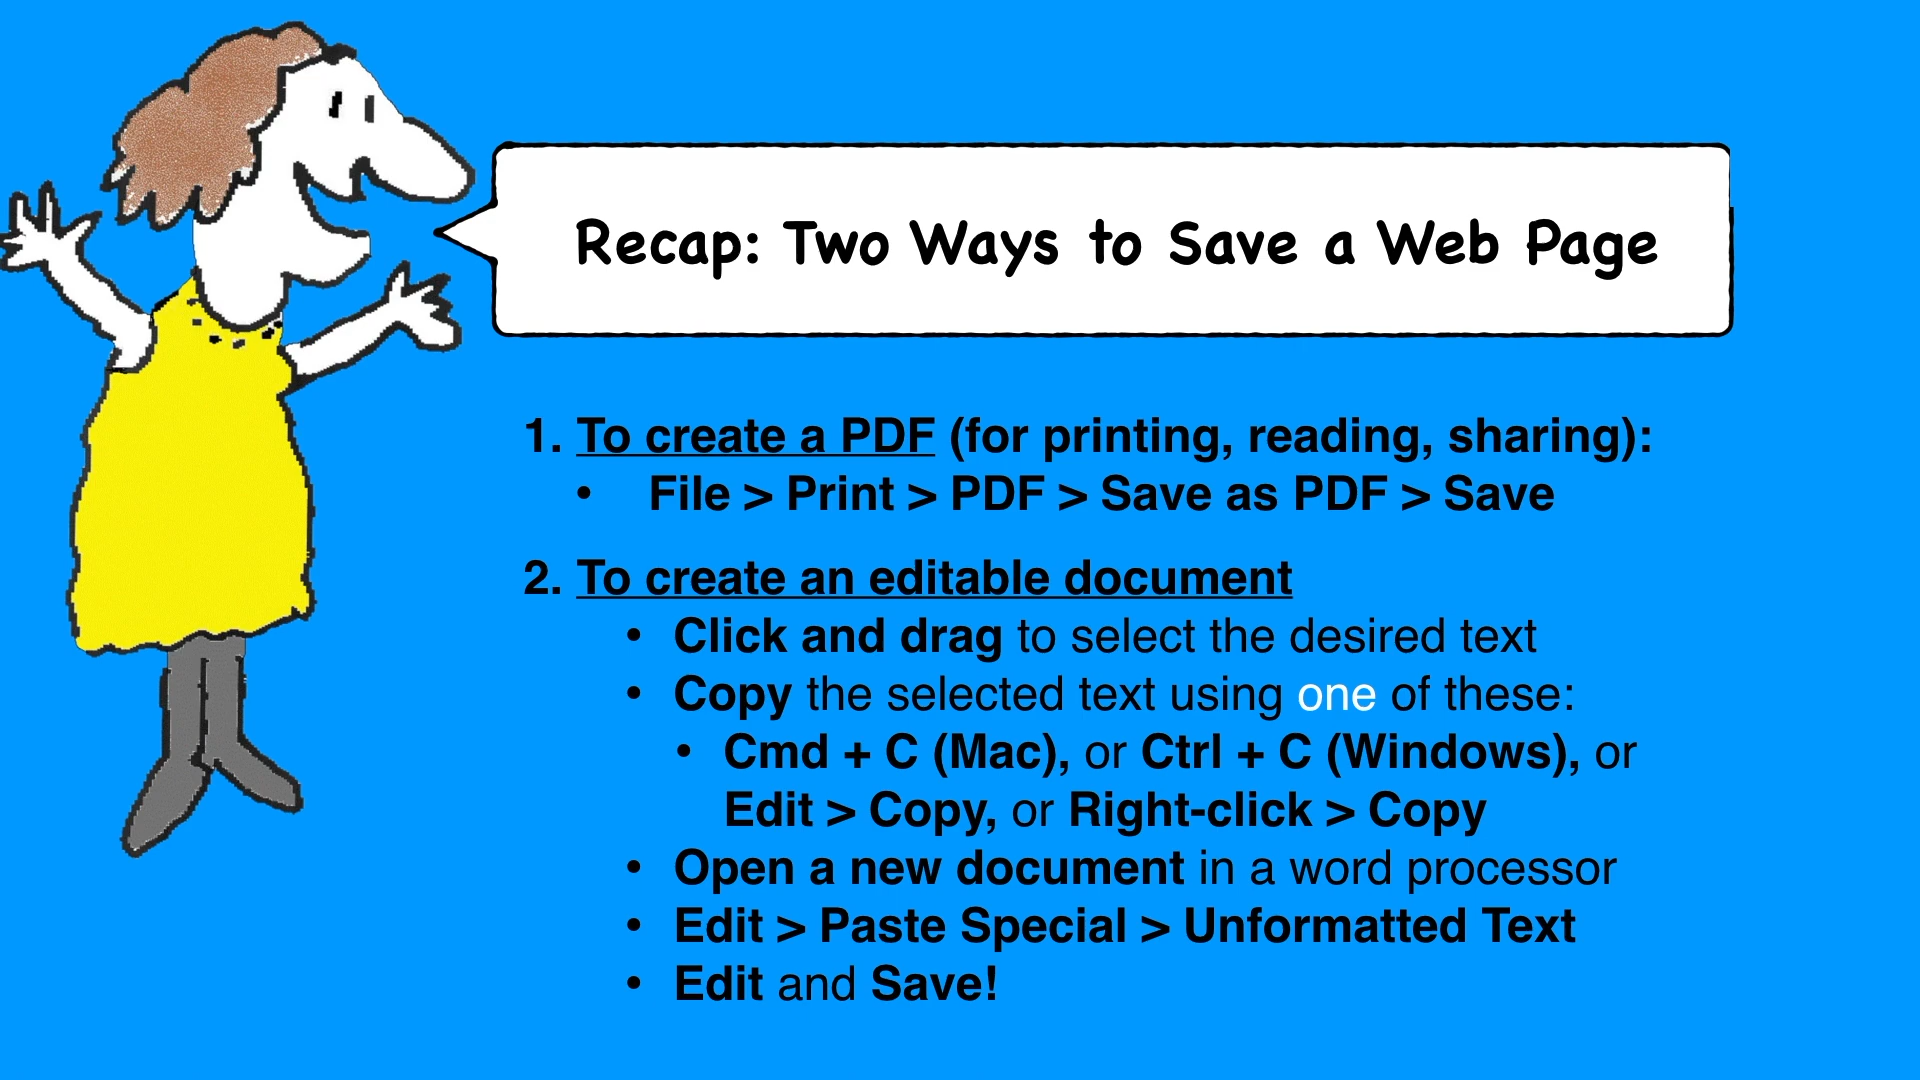 Recap: Two Ways to Save a Web Page
1. To create a PDF (for printing, reading, sharing):
• File > Print > PDF > Save as PDF > Save
2. To create an editable document
• Click and drag to select the desired text
• Copy the selected text using one of these:
• Cmd + C (Mac), or Ctrl + C (Windows), or
Edit > Copy, or Right-click > Copy
• Open a new document in a word processor
• Edit > Paste Special > Unformatted Text
• Edit and Save!